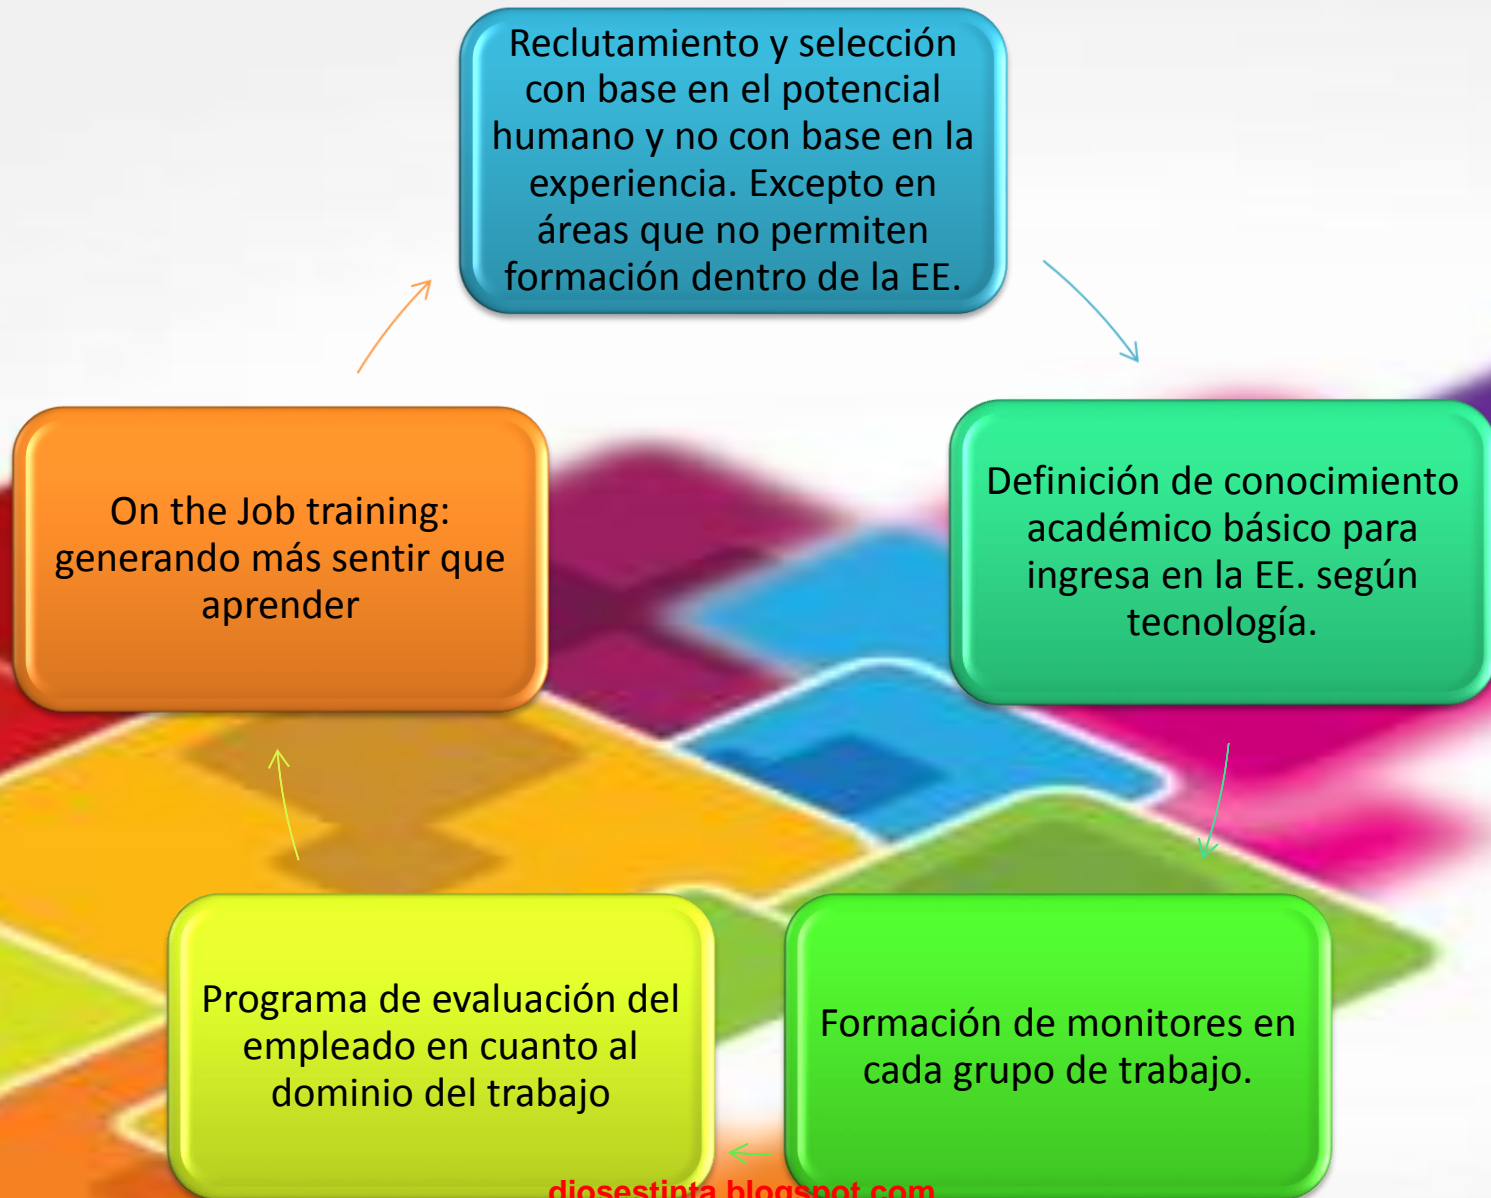 Reclutamiento y selección
con base en el potencial
humano y no con base en la
experiencia. Excepto en
áreas que no permiten
formación dentro de la EE.
Definición de conocimiento
académico básico para
ingresa en la EE. según
tecnología.
Formación de monitores en
cada grupo de trabajo.
Programa de evaluación del
empleado en cuanto al
dominio del trabajo
On the Job training:
generando más sentir que
aprender
diosestinta.blogspot.com